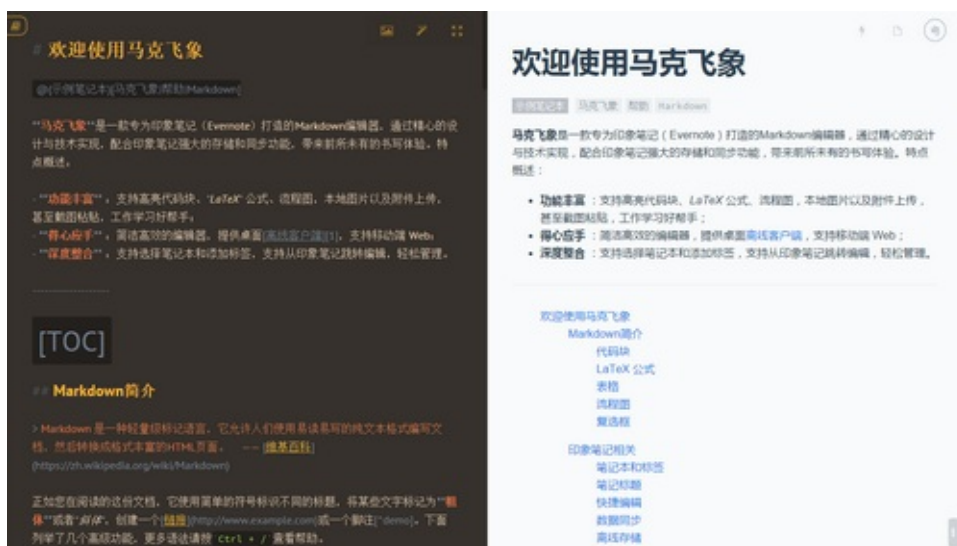 # 欢迎使用马克飞象
@(示例笔记本)[马克飞象|帮助|Markdown]
**马克飞象**是一款专为印象笔记（Evernote）打造的Markdown编辑器，通过精心的设
计与技术实现，配合印象笔记强大的存储和同步功能，带来前所未有的书写体验。特
点概述：
- **功能丰富**：支持高亮代码块、*LaTeX* 公式、流程图，本地图片以及附件上传，
甚至截图粘贴，工作学习好帮手；
- **得心应手**：简洁高效的编辑器，提供桌面[离线客户端][1]，支持移动端 Web；
- **深度整合**：支持选择笔记本和添加标签，支持从印象笔记跳转编辑，轻松管理。
-------------------
[TOC]
## Markdown简介
> Markdown 是一种轻量级标记语言，它允许人们使用易读易写的纯文本格式编写文
档，然后转换成格式丰富的HTML页面。 —— [维基百科]
(https://zh.wikipedia.org/wiki/Markdown)
正如您在阅读的这份文档，它使用简单的符号标识不同的标题，将某些文字标记为**粗
体**或者*斜体*，创建一个[链接](http://www.example.com)或一个脚注[^demo]。下面
列举了几个高级功能，更多语法请按 Ctrl + / 查看帮助。
欢迎使用马克飞象
示例笔记本 马克飞象 帮助 Markdown
马克飞象是一款专为印象笔记（Evernote）打造的Markdown编辑器，通过精心的设计
与技术实现，配合印象笔记强大的存储和同步功能，带来前所未有的书写体验。特点
概述：
• 功能丰富 ：支持高亮代码块、LaTeX 公式、流程图，本地图片以及附件上传，
甚至截图粘贴，工作学习好帮手；
• 得心应手 ：简洁高效的编辑器，提供桌面离线客户端，支持移动端 Web；
• 深度整合 ：支持选择笔记本和添加标签，支持从印象笔记跳转编辑，轻松管理。
欢迎使用马克飞象
Markdown简介
代码块
LaTeX 公式
表格
流程图
复选框
印象笔记相关
笔记本和标签
笔记标题
快捷编辑
数据同步
离线存储